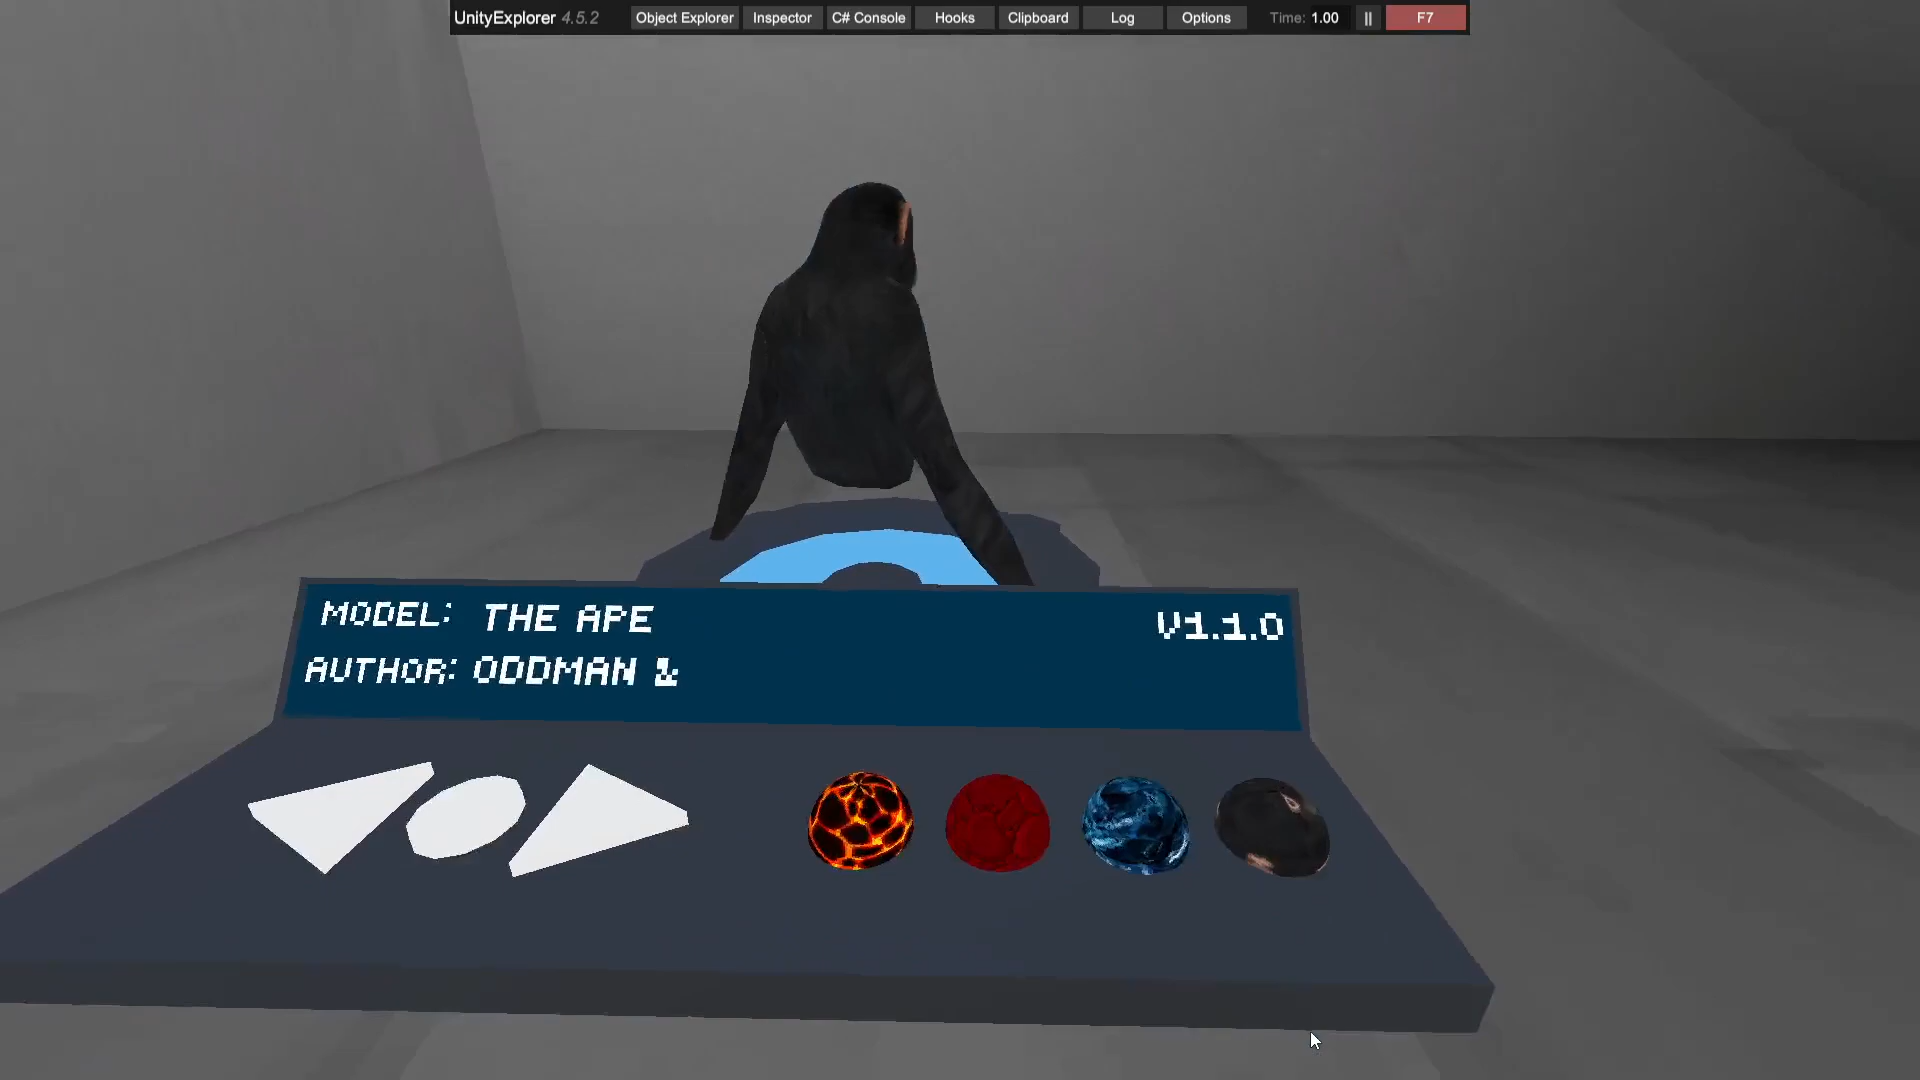 UnityExplorer 4.5.2 Object Explorer Inspector C# Console Hooks Clipboard Log Options Time: 1.00 || F7
MODEL: THE APE V1.1.0
AUTHOR: ODDMAN &